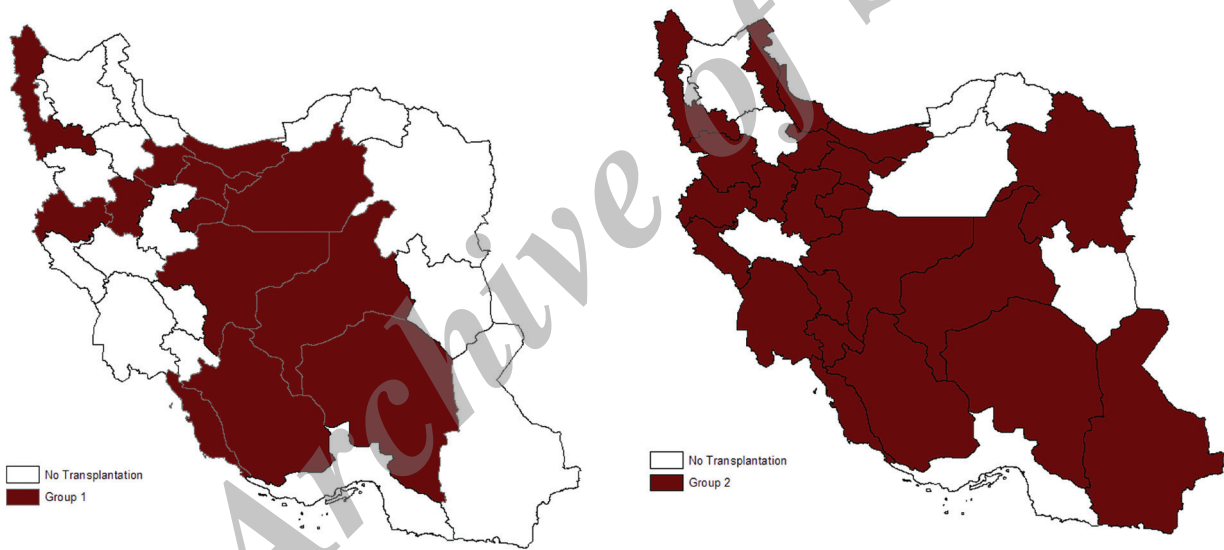 Archive of
No Transplantation
Group 1
No Transplantation
Group 2